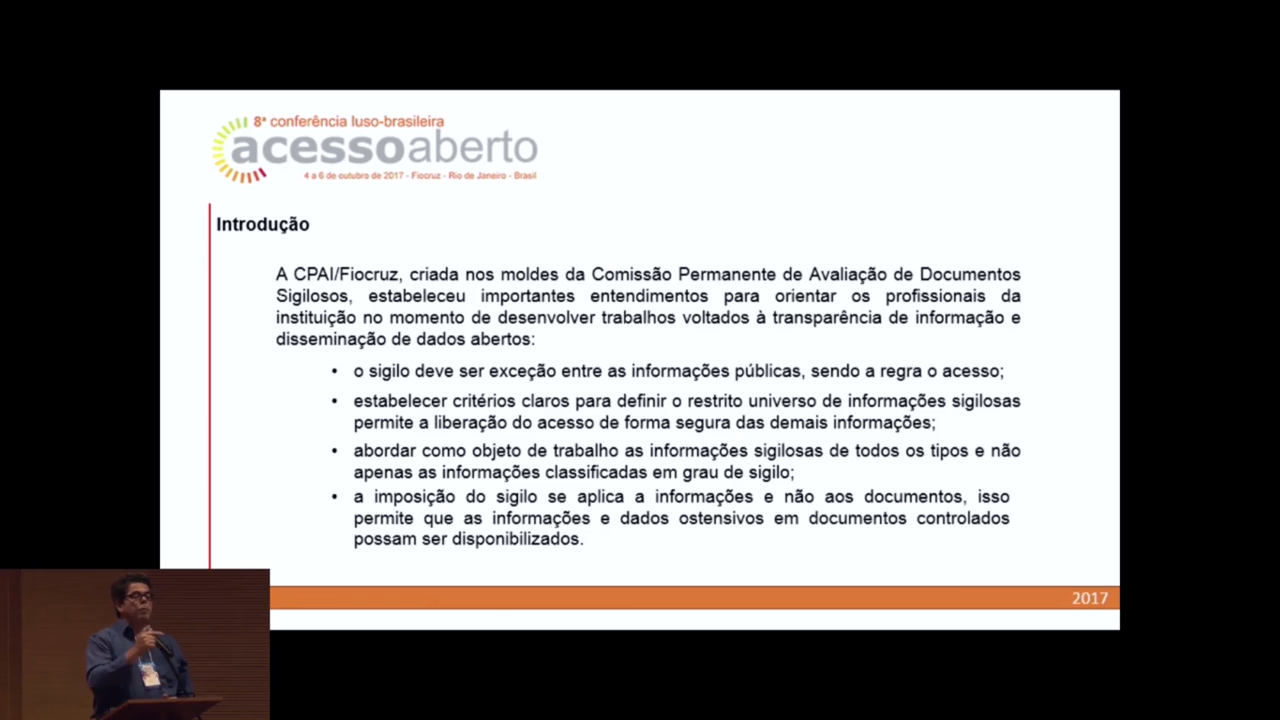 8ª conferência luso-brasileira
acessoaberto
4 a 6 de outubro de 2017 - Fiocruz - Rio de Janeiro - Brasil
Introdução
A CPAI/Fiocruz, criada nos moldes da Comissão Permanente de Avaliação de Documentos
Sigilosos, estabeleceu importantes entendimentos para orientar os profissionais da
instituição no momento de desenvolver trabalhos voltados à transparência de informação e
disseminação de dados abertos:
• o sigilo deve ser exceção entre as informações públicas, sendo a regra o acesso;
• estabelecer critérios claros para definir o restrito universo de informações sigilosas
permite a liberação do acesso de forma segura das demais informações;
• abordar como objeto de trabalho as informações sigilosas de todos os tipos e não
apenas as informações classificadas em grau de sigilo;
• a imposição do sigilo se aplica a informações e não aos documentos, isso
permite que as informações e dados ostensivos em documentos controlados
possam ser disponibilizados.
2017